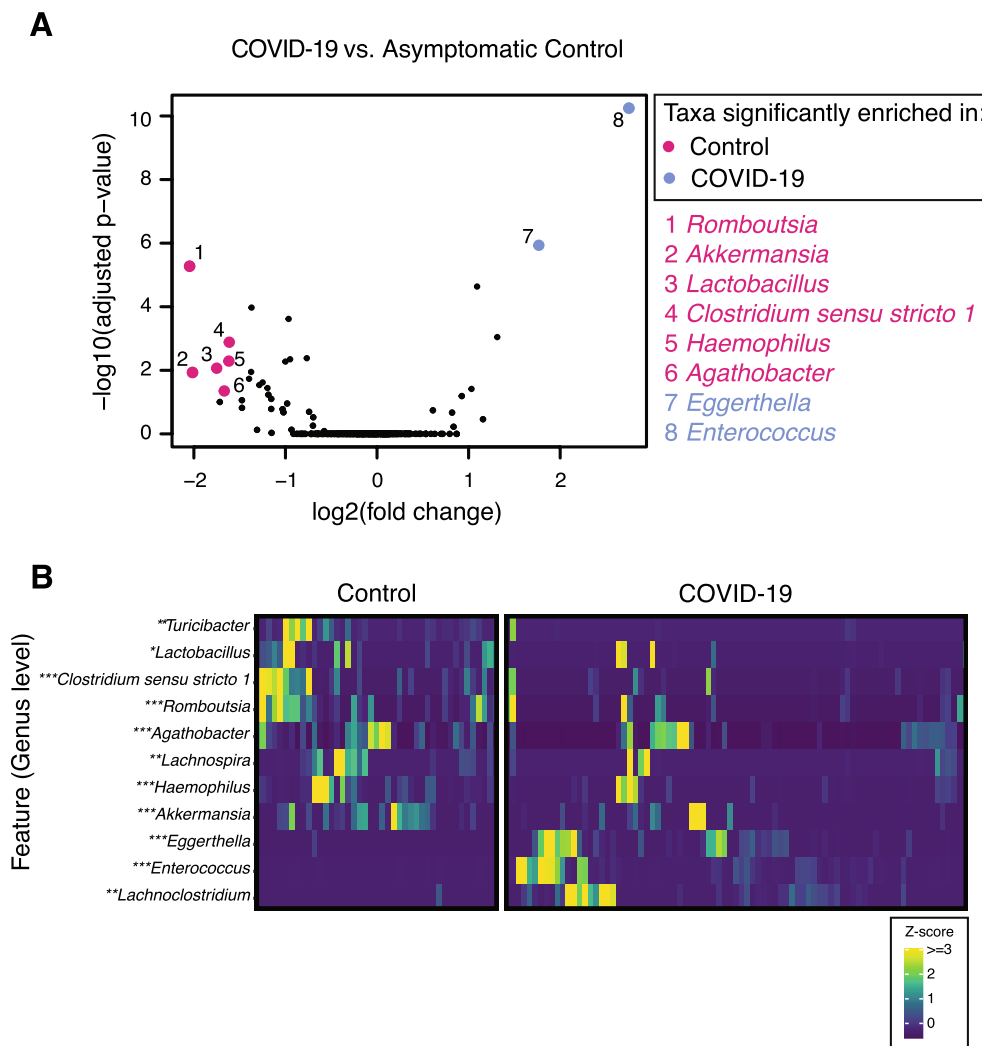 A
COVID-19 vs. Asymptomatic Control
−log10(adjusted p−value)
10
8
6
4
2
0
−2
−1
0
1
2
log2(fold change)
1
2
3
4
5
6
7
8
Taxa significantly enriched in:
Control
COVID-19
1 Romboutsia
2 Akkermansia
3 Lactobacillus
4 Clostridium sensu stricto 1
5 Haemophilus
6 Agathobacter
7 Eggerthella
8 Enterococcus
B
Control
COVID-19
Feature (Genus level)
**Turicibacter
*Lactobacillus
***Clostridium sensu stricto 1
***Romboutsia
***Agathobacter
**Lachnospira
***Haemophilus
***Akkermansia
***Eggerthella
***Enterococcus
**Lachnoclostridium
Z-score
>=3
2
1
0